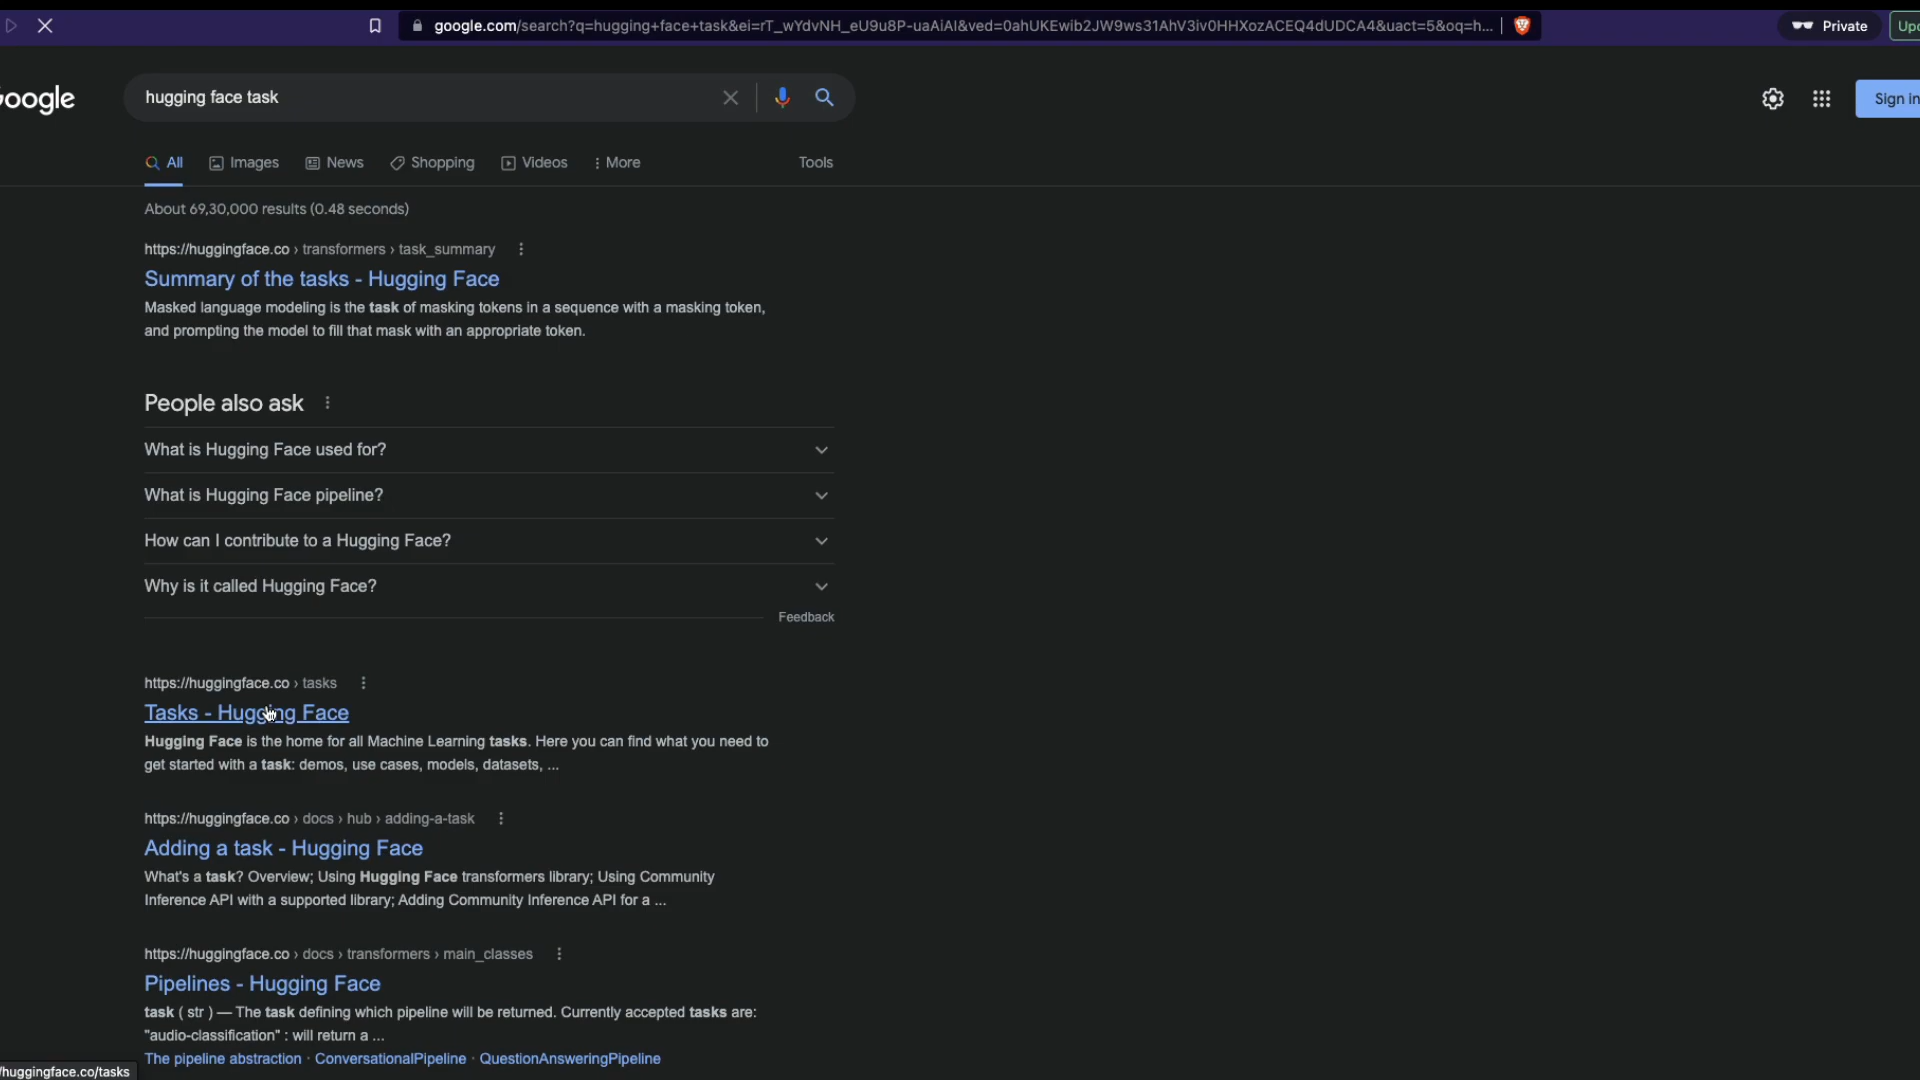 google.com/search?q=hugging+face+task&ei=rT_wYdvNH_eU9u8P-uaAiAI&ved=0ahUKEwib2JW9ws31AhV3iv0HHXozACEQ4dUDCA4&uact=5&oq=h...
Private
Upd
Google
hugging face task
Sign in
All
Images
News
Shopping
Videos
More
Tools
About 69,30,000 results (0.48 seconds)
https://huggingface.co › transformers › task_summary
Summary of the tasks - Hugging Face
Masked language modeling is the task of masking tokens in a sequence with a masking token,
and prompting the model to fill that mask with an appropriate token.
People also ask
What is Hugging Face used for?
What is Hugging Face pipeline?
How can I contribute to a Hugging Face?
Why is it called Hugging Face?
Feedback
https://huggingface.co › tasks
Tasks - Hugging Face
Hugging Face is the home for all Machine Learning tasks. Here you can find what you need to
get started with a task: demos, use cases, models, datasets, ...
https://huggingface.co › docs › hub › adding-a-task
Adding a task - Hugging Face
What's a task? Overview; Using Hugging Face transformers library; Using Community
Inference API with a supported library; Adding Community Inference API for a ...
https://huggingface.co › docs › transformers › main_classes
Pipelines - Hugging Face
task ( str ) — The task defining which pipeline will be returned. Currently accepted tasks are:
"audio-classification" : will return a ...
The pipeline abstraction · ConversationalPipeline · QuestionAnsweringPipeline
/huggingface.co/tasks